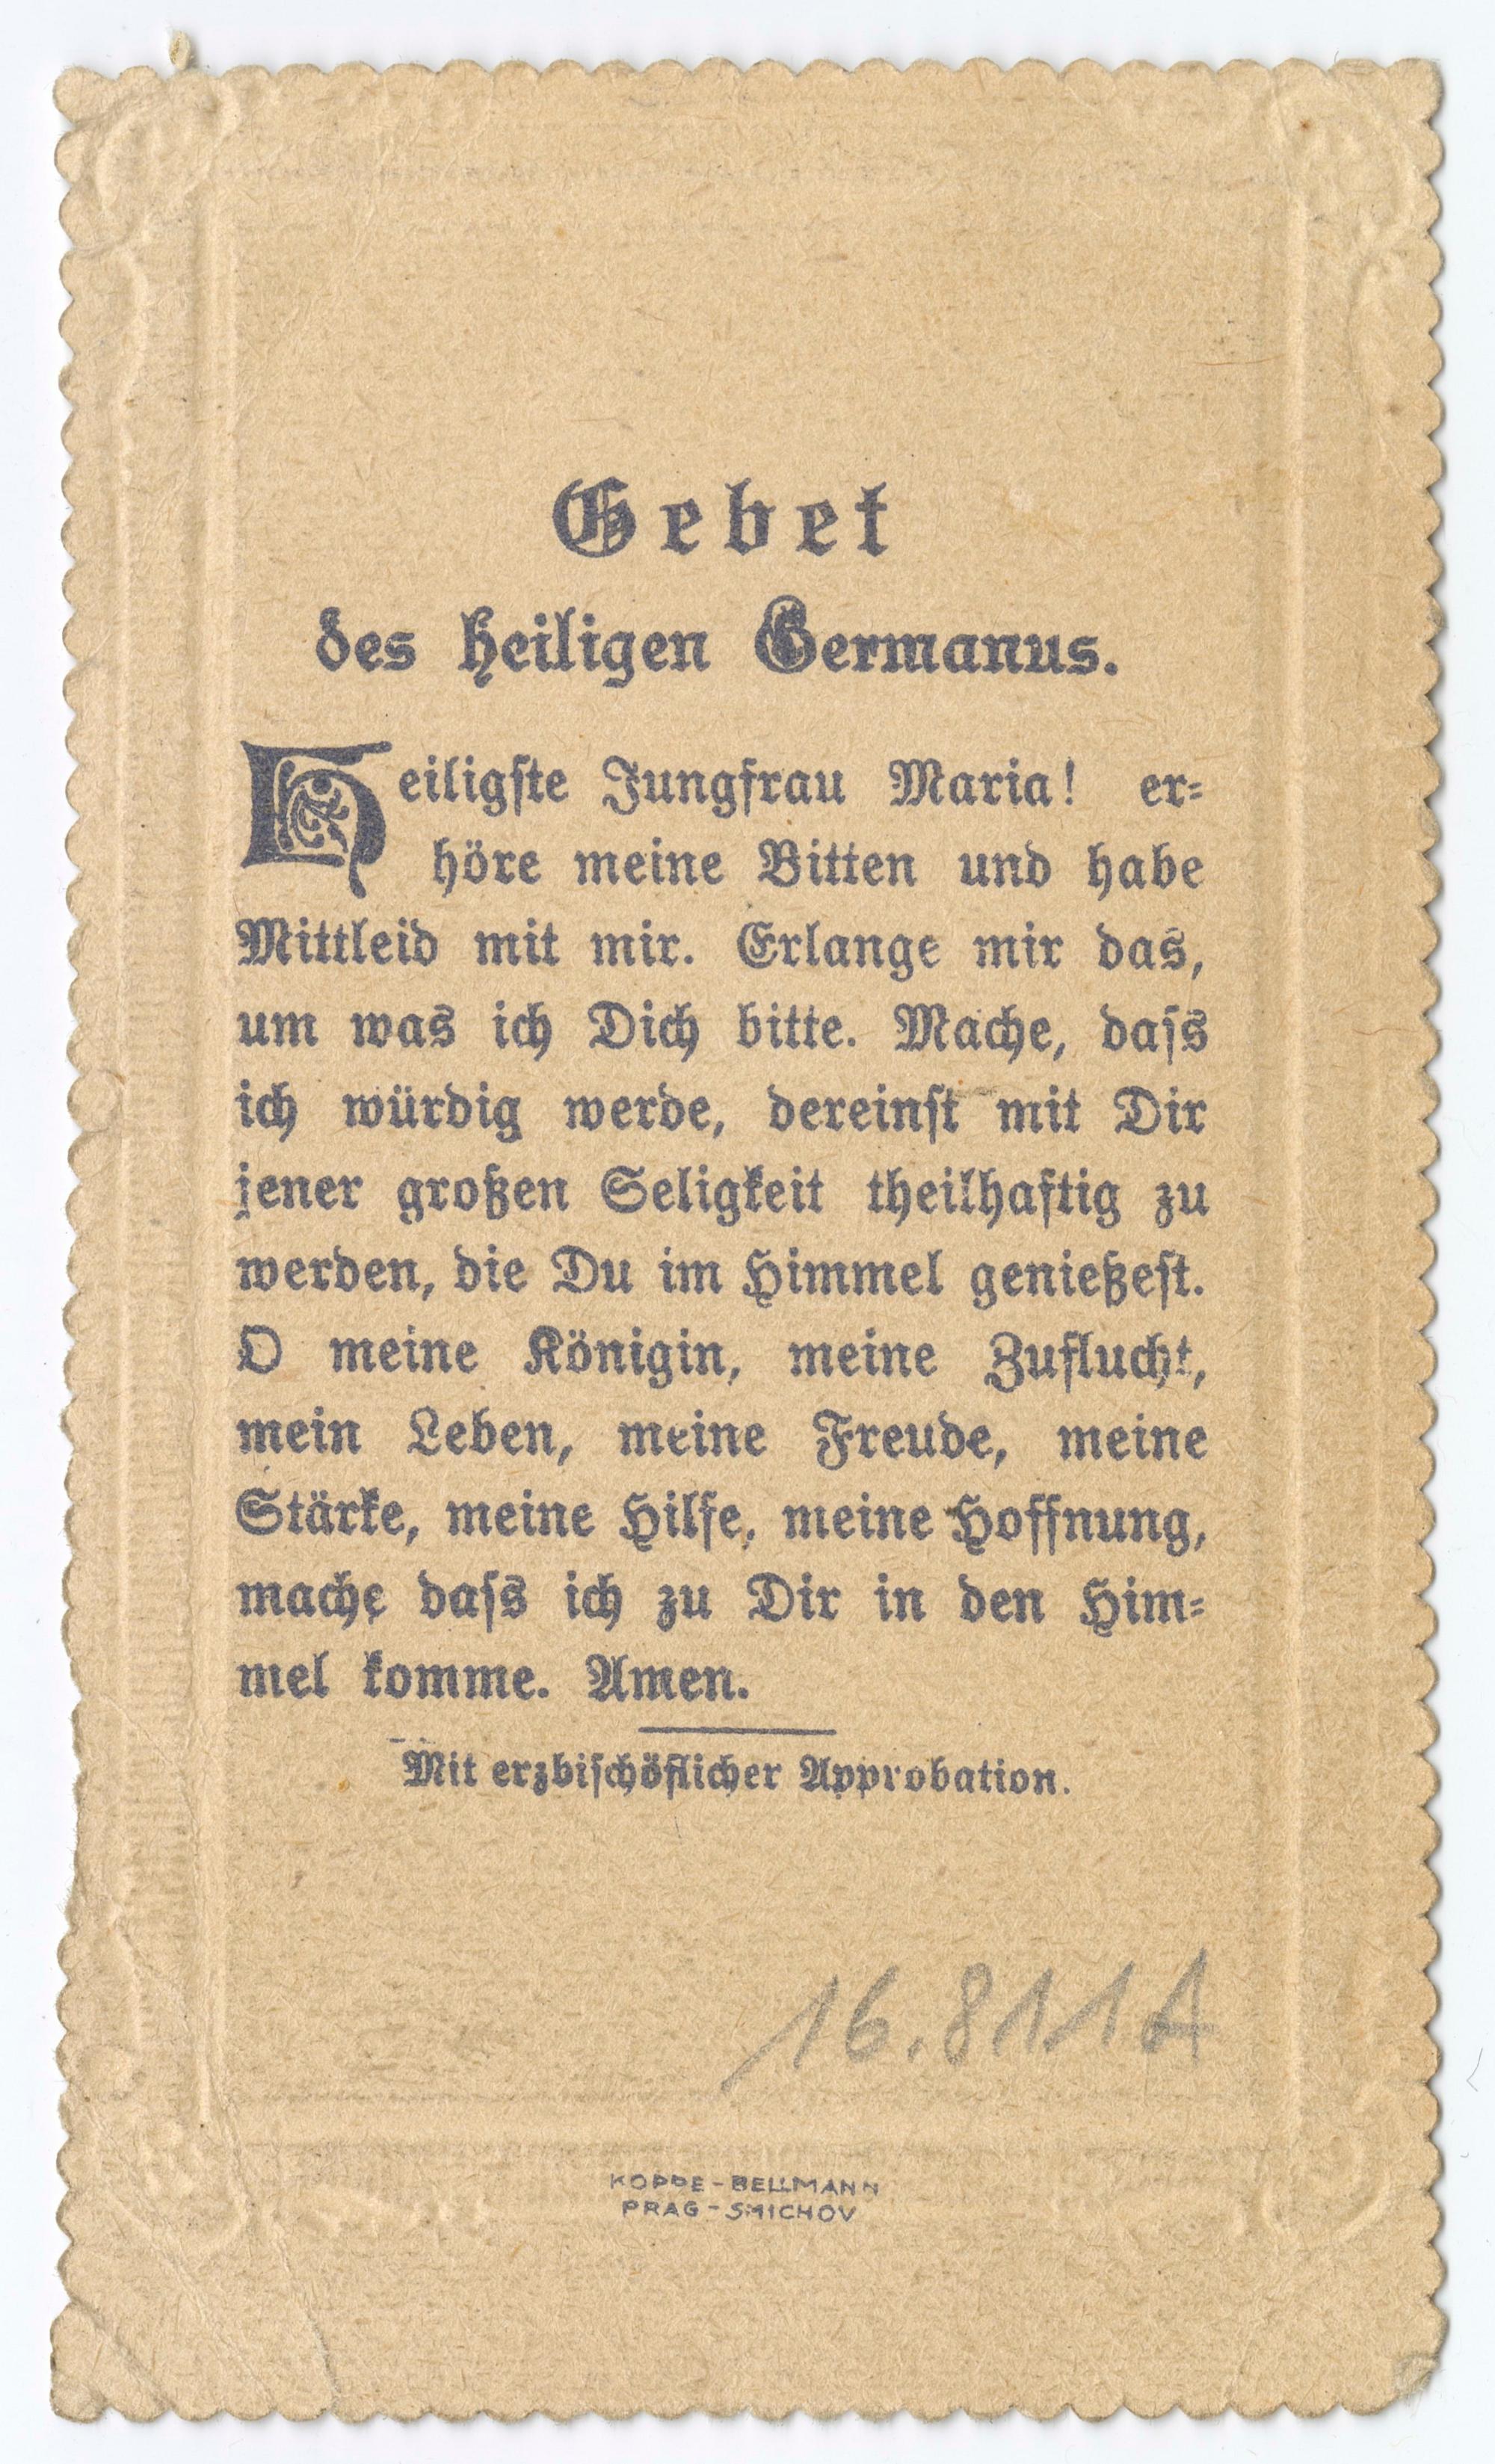 Gebet
des heiligen Germanus.
Heiligste Jungfrau Maria! er=
höre meine Bitten und habe
Mittleid mit mir. Erlange mir das,
um was ich Dich bitte. Mache, dass
ich würdig werde, dereinst mit Dir
jener großen Seligkeit theilhaftig zu
werden, die Du im Himmel genießest.
O meine Königin, meine Zuflucht,
mein Leben, meine Freude, meine
Stärke, meine Hilfe, meine Hoffnung,
mache dass ich zu Dir in den Him=
mel komme. Amen.
Mit erzbischöflicher Approbation.
16.811A
KOPPE-BELLMANN
PRAG-SMICHOV